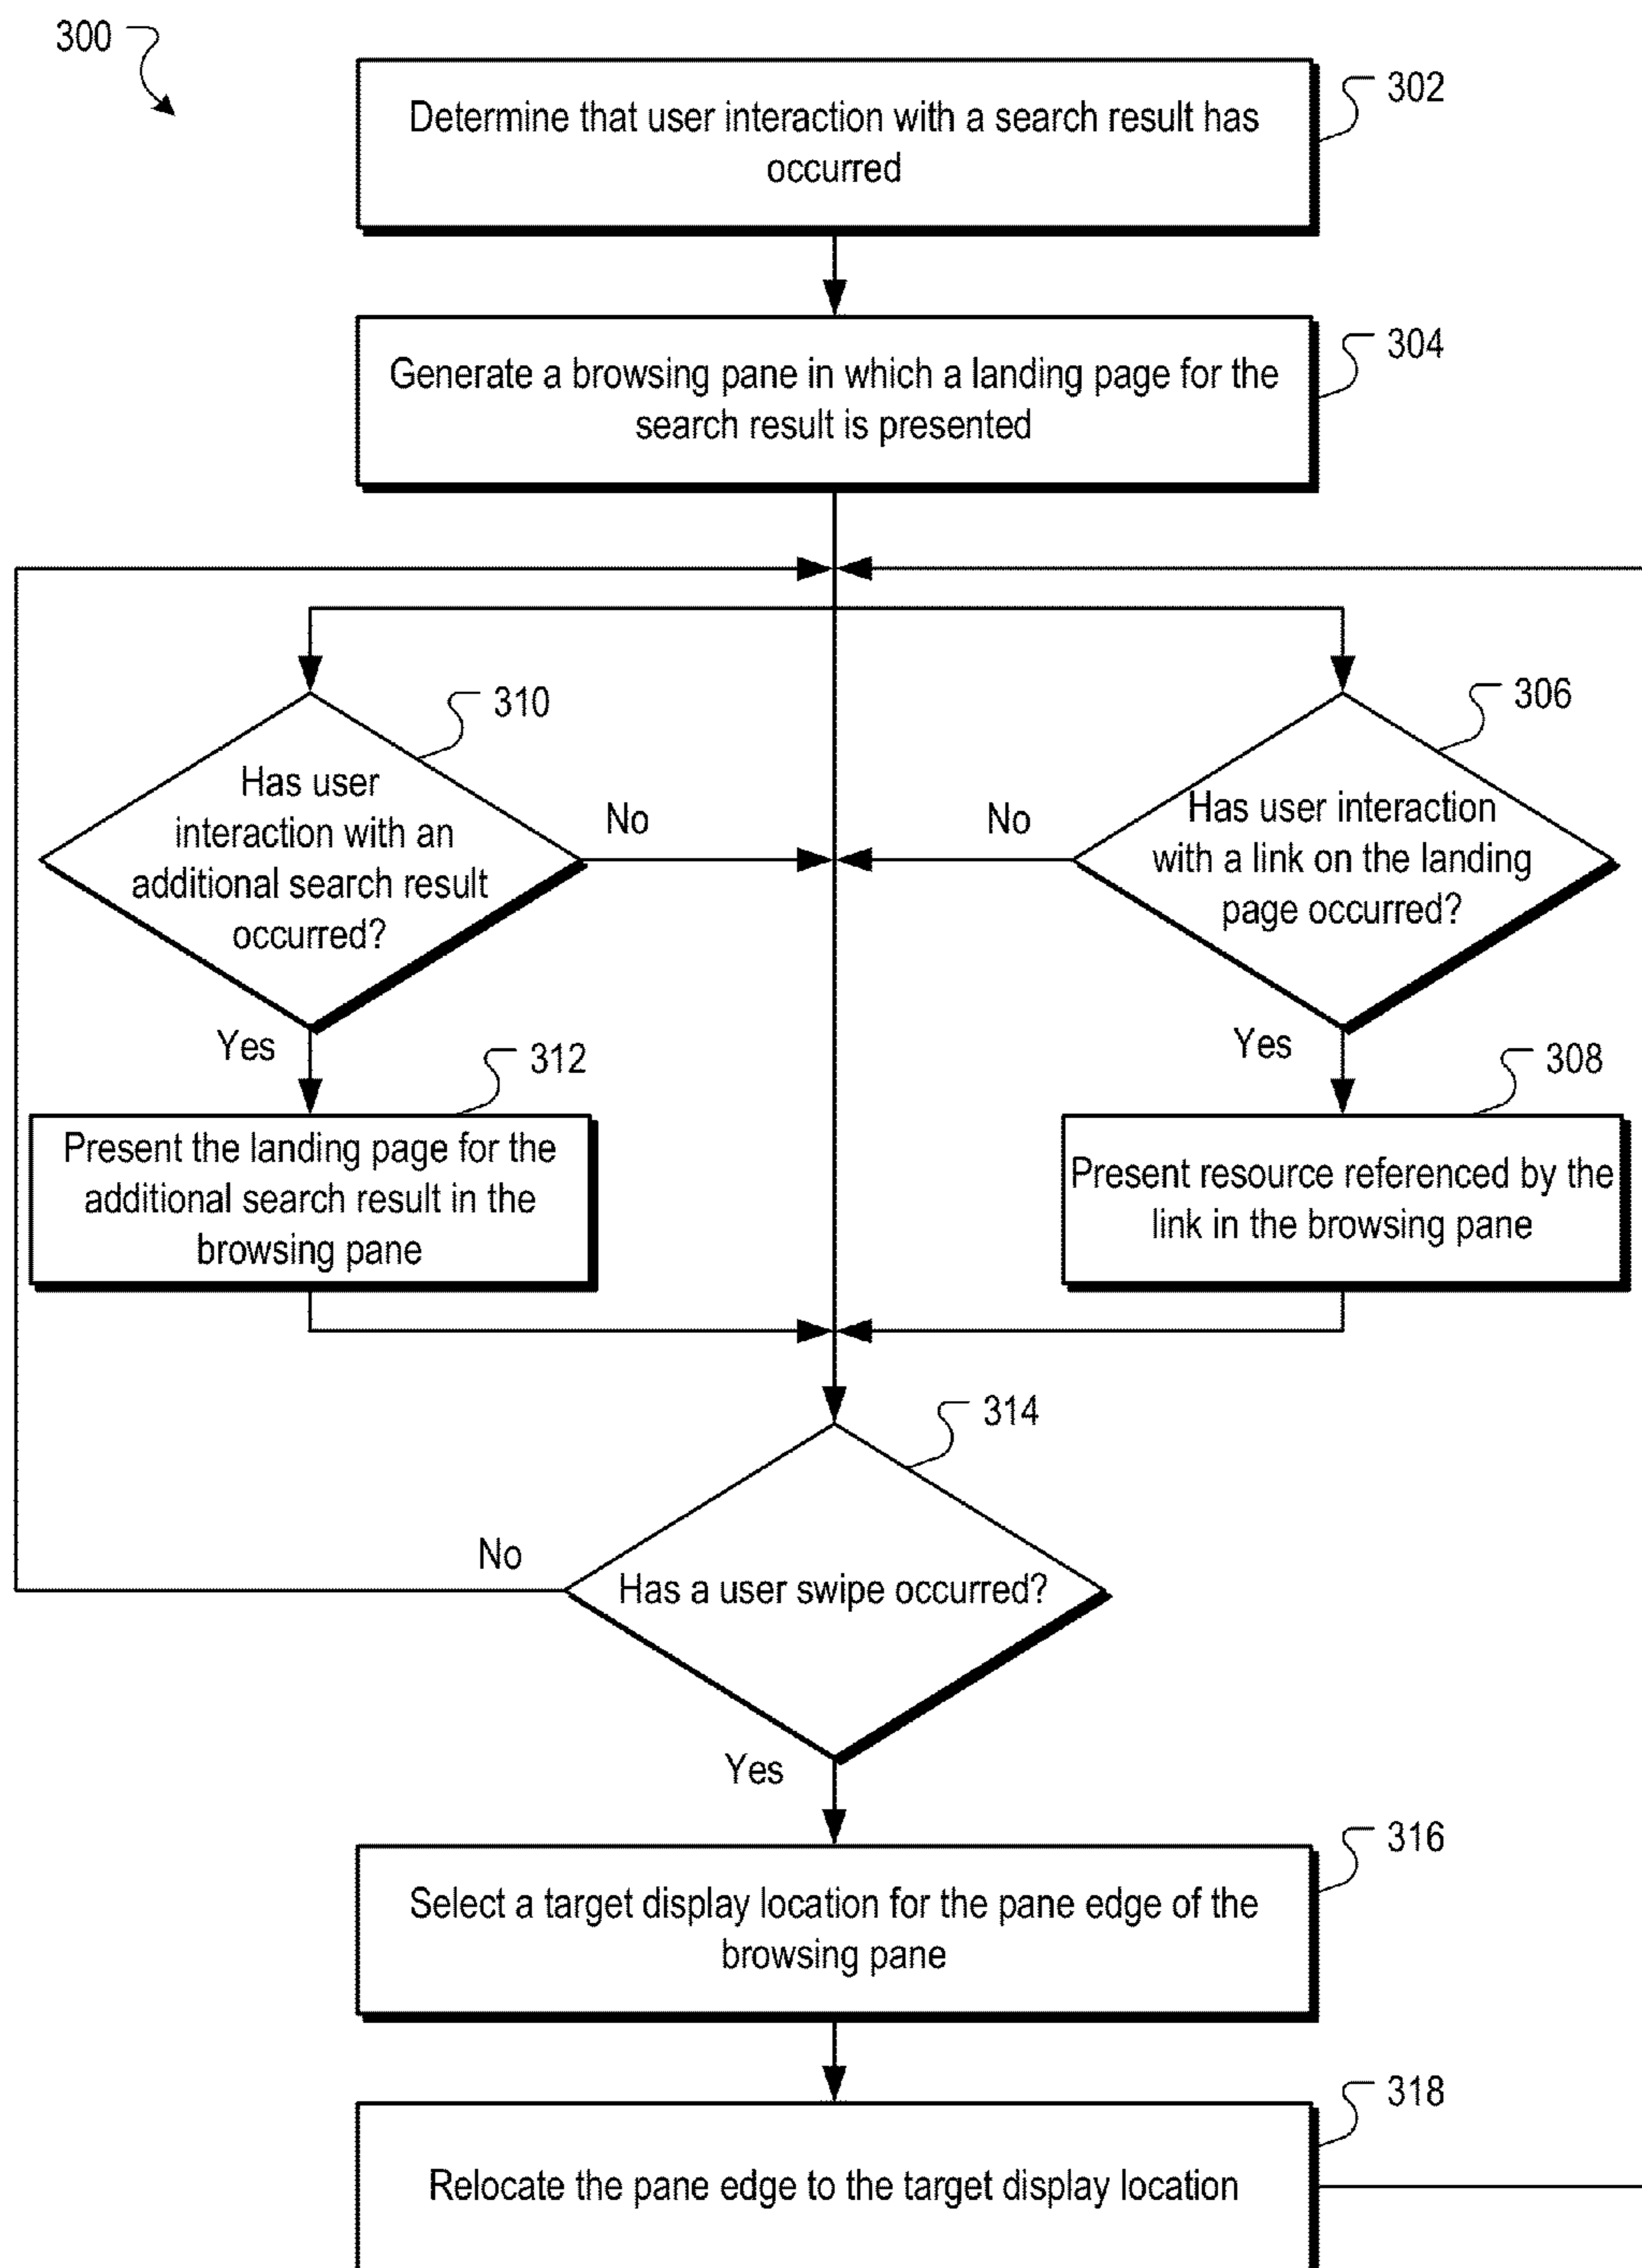 300
302
Determine that user interaction with a search result has
occurred
304
Generate a browsing pane in which a landing page for the
search result is presented
310
306
Has user
interaction with an
additional search result
occurred?
No
No
Has user interaction
with a link on the landing
page occurred?
Yes
Yes
312
308
Present the landing page for the
additional search result in the
browsing pane
Present resource referenced by the
link in the browsing pane
314
No
Has a user swipe occurred?
Yes
316
Select a target display location for the pane edge of the
browsing pane
318
Relocate the pane edge to the target display location